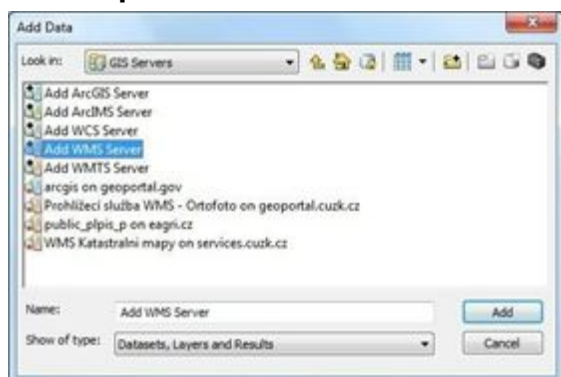 Add Data
Look in: GIS Servers
Add ArcGIS Server
Add ArcIMS Server
Add WCS Server
Add WMS Server
Add WMTS Server
arcgis on geoportal.gov
Prohlížecí služba WMS - Ortofoto on geoportal.cuzk.cz
public_plpis_p on eagri.cz
WMS Katastralni mapy on services.cuzk.cz
Name: Add WMS Server Add
Show of type: Datasets, Layers and Results Cancel